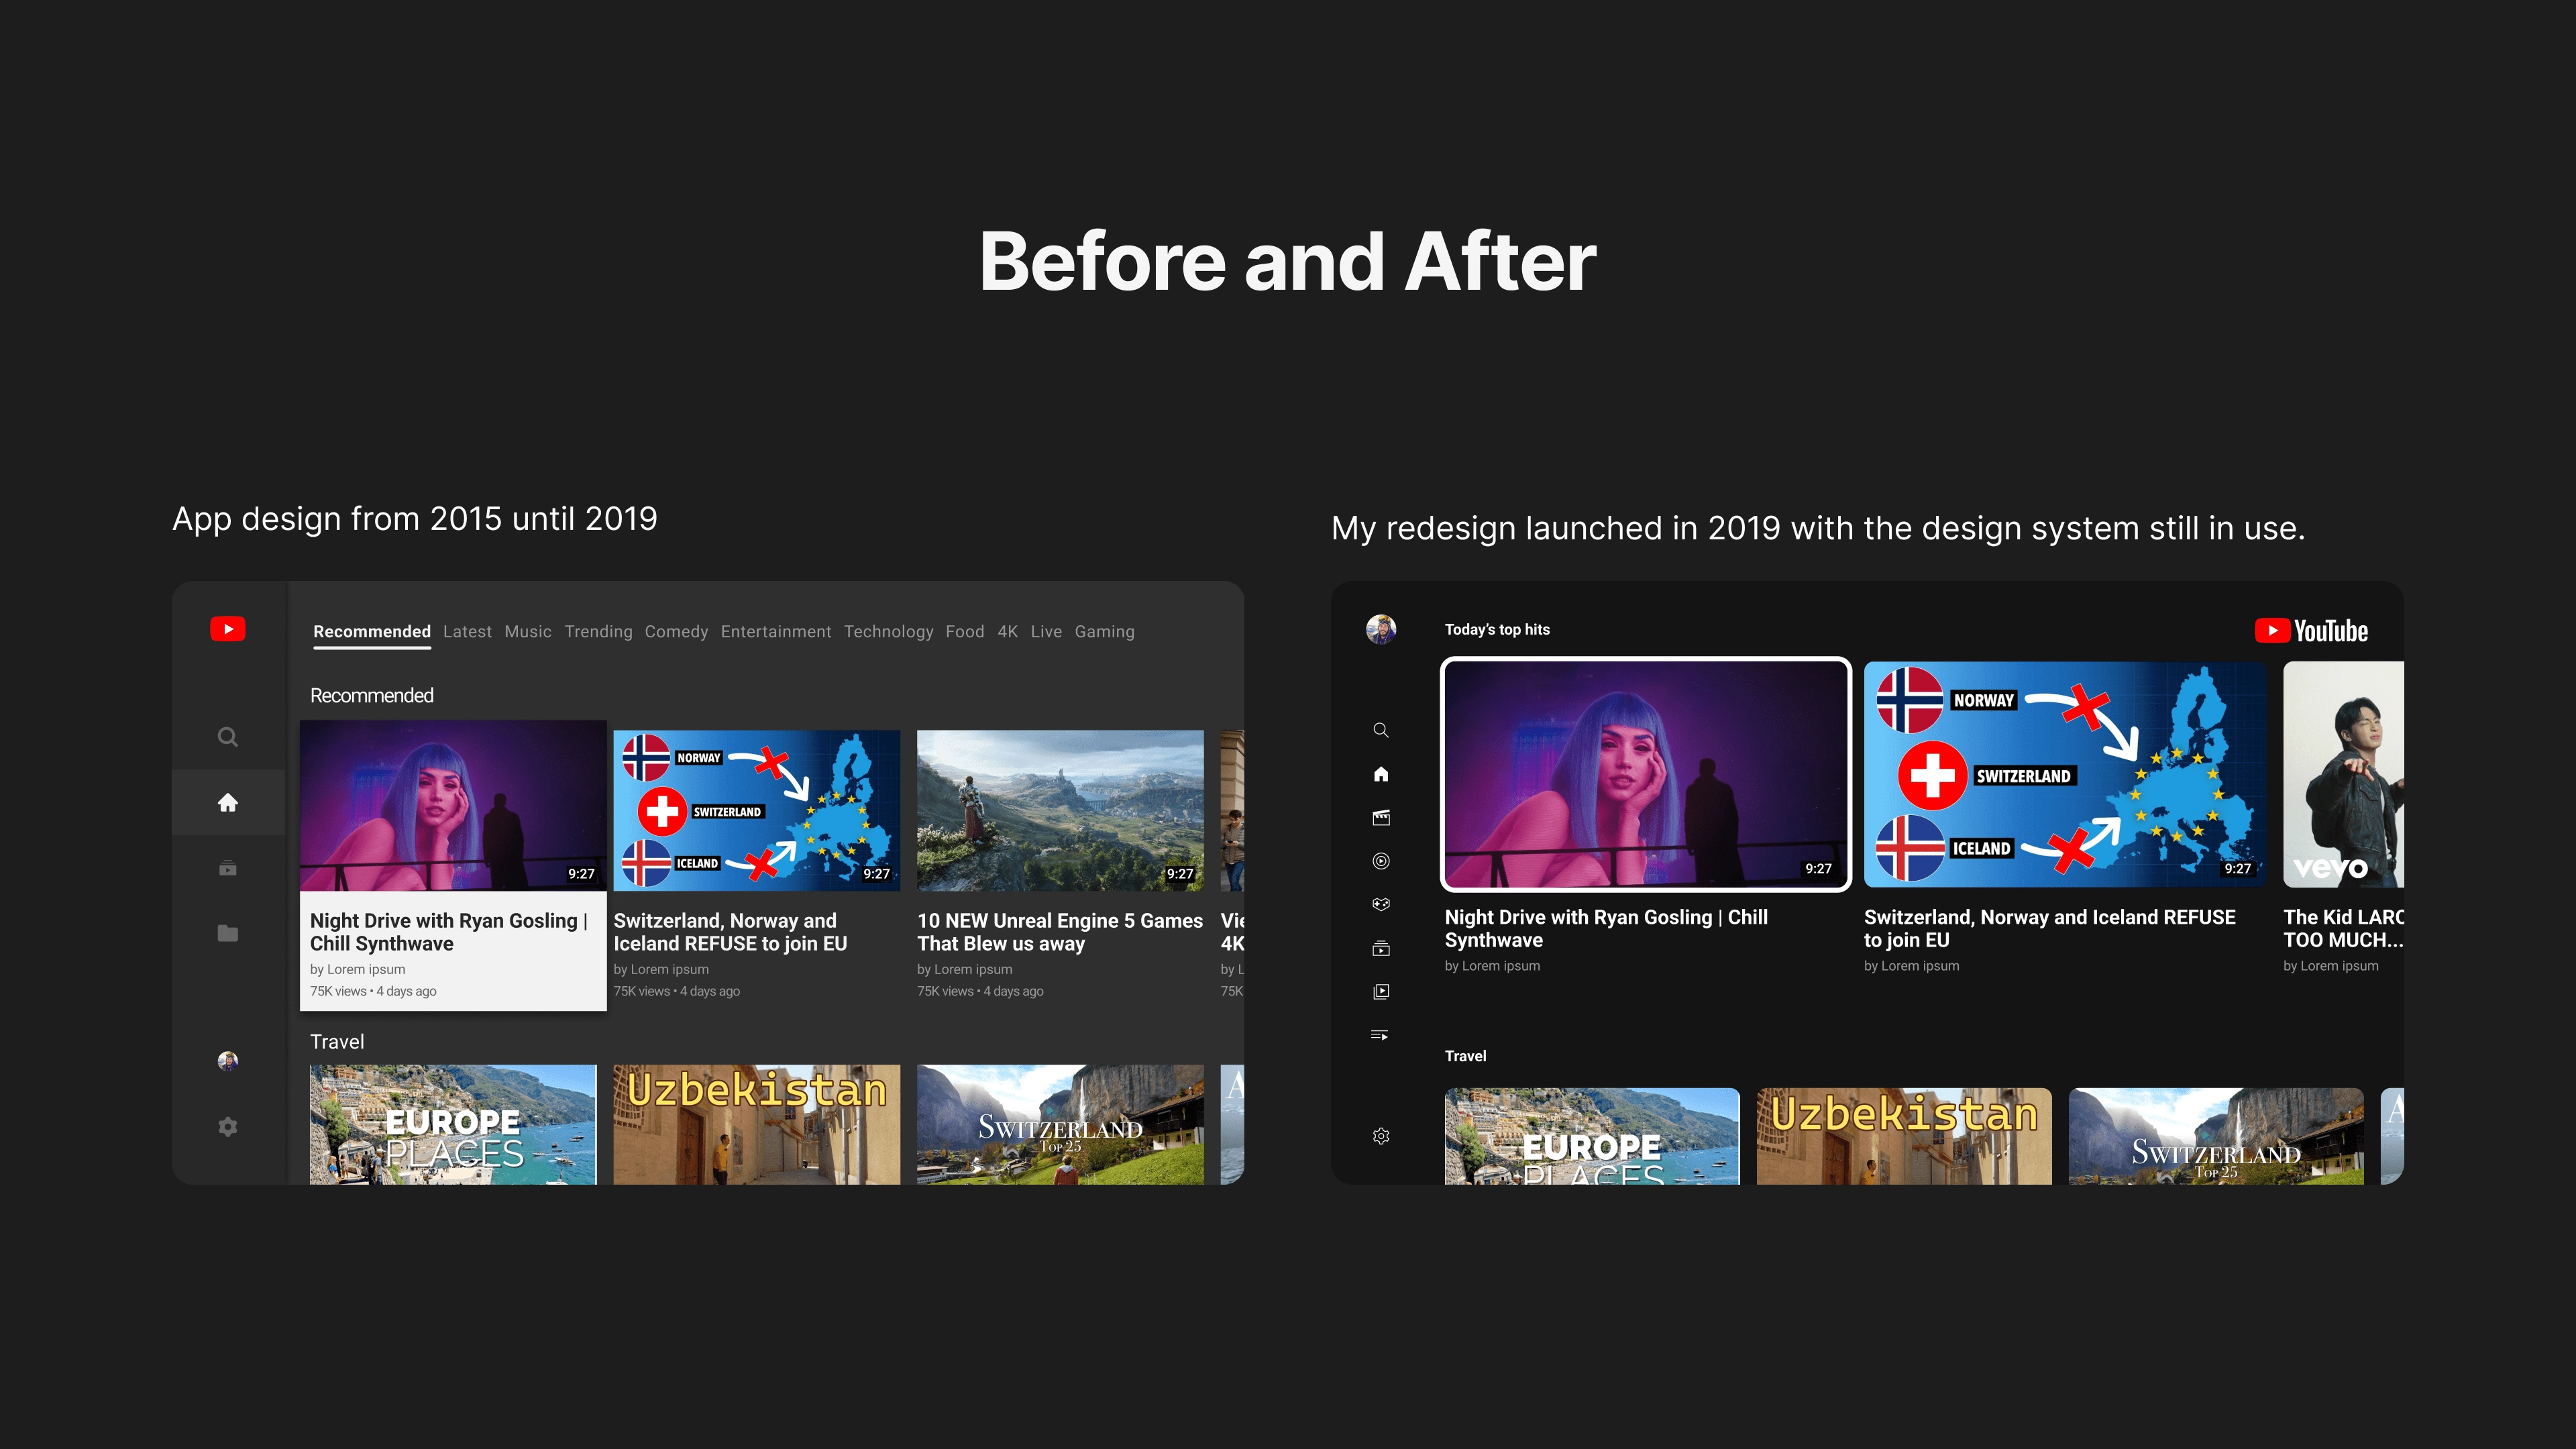 Before and After
App design from 2015 until 2019
Recommended Latest Music Trending Comedy Entertainment Technology Food 4K Live Gaming
Recommended
NORWAY
SWITZERLAND
ICELAND
9:27
9:27
9:27
Night Drive with Ryan Gosling |
Chill Synthwave
by Lorem ipsum
75K views • 4 days ago
Switzerland, Norway and
Iceland REFUSE to join EU
by Lorem ipsum
75K views • 4 days ago
10 NEW Unreal Engine 5 Games
That Blew us away
by Lorem ipsum
75K views • 4 days ago
Vie
4K
by L
75K
Travel
EUROPE
PLACES
Uzbekistan
SWITZERLAND
TOP 25
A
My redesign launched in 2019 with the design system still in use.
Today's top hits
YouTube
NORWAY
SWITZERLAND
ICELAND
9:27
9:27
vevo
Night Drive with Ryan Gosling | Chill
Synthwave
by Lorem ipsum
Switzerland, Norway and Iceland REFUSE
to join EU
by Lorem ipsum
The Kid LARO
TOO MUCH...
by Lorem ipsum
Travel
EUROPE
PLACES
Uzbekistan
SWITZERLAND
TOP 25
A